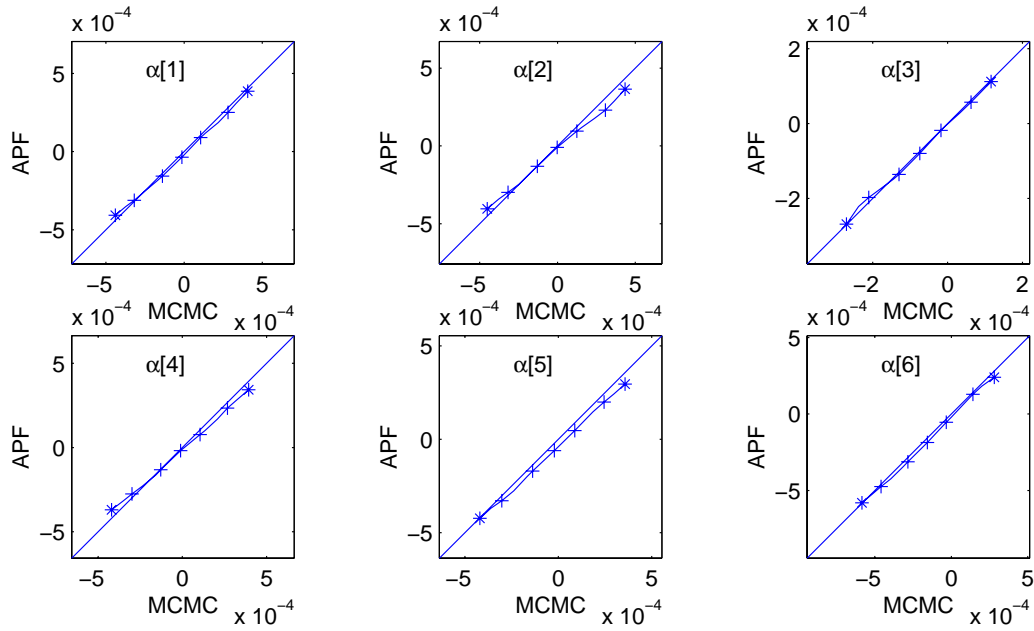 x 10⁻⁴
α[1]
5
0
−5
APF
−5 0 5
MCMC
x 10⁻⁴
x 10⁻⁴
α[2]
5
0
−5
APF
−5 0 5
MCMC
x 10⁻⁴
x 10⁻⁴
α[3]
2
0
−2
APF
−2 0 2
MCMC
x 10⁻⁴
x 10⁻⁴
α[4]
5
0
−5
APF
−5 0 5
MCMC
x 10⁻⁴
x 10⁻⁴
α[5]
5
0
−5
APF
−5 0 5
MCMC
x 10⁻⁴
x 10⁻⁴
α[6]
5
0
−5
APF
−5 0 5
MCMC
x 10⁻⁴